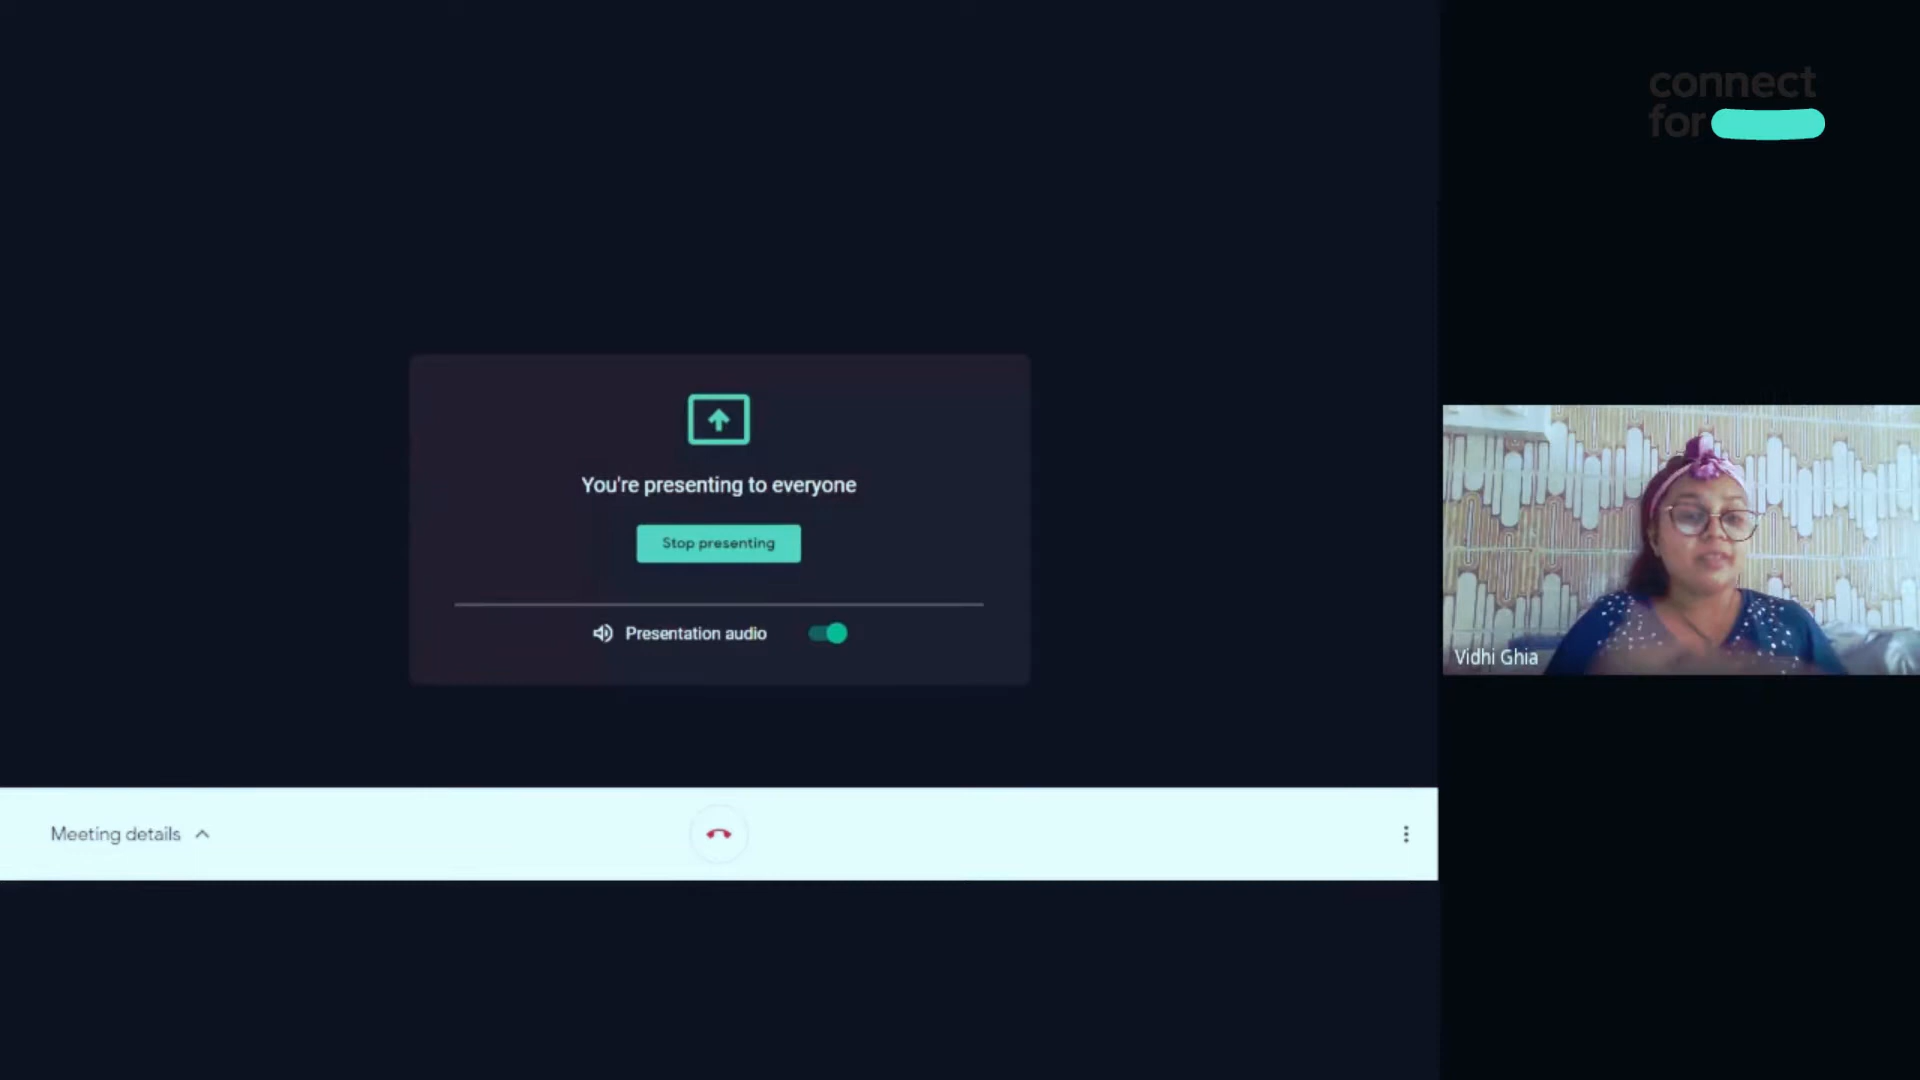 connect
for
You're presenting to everyone
Stop presenting
Presentation audio
Vidhi Ghia
Meeting details